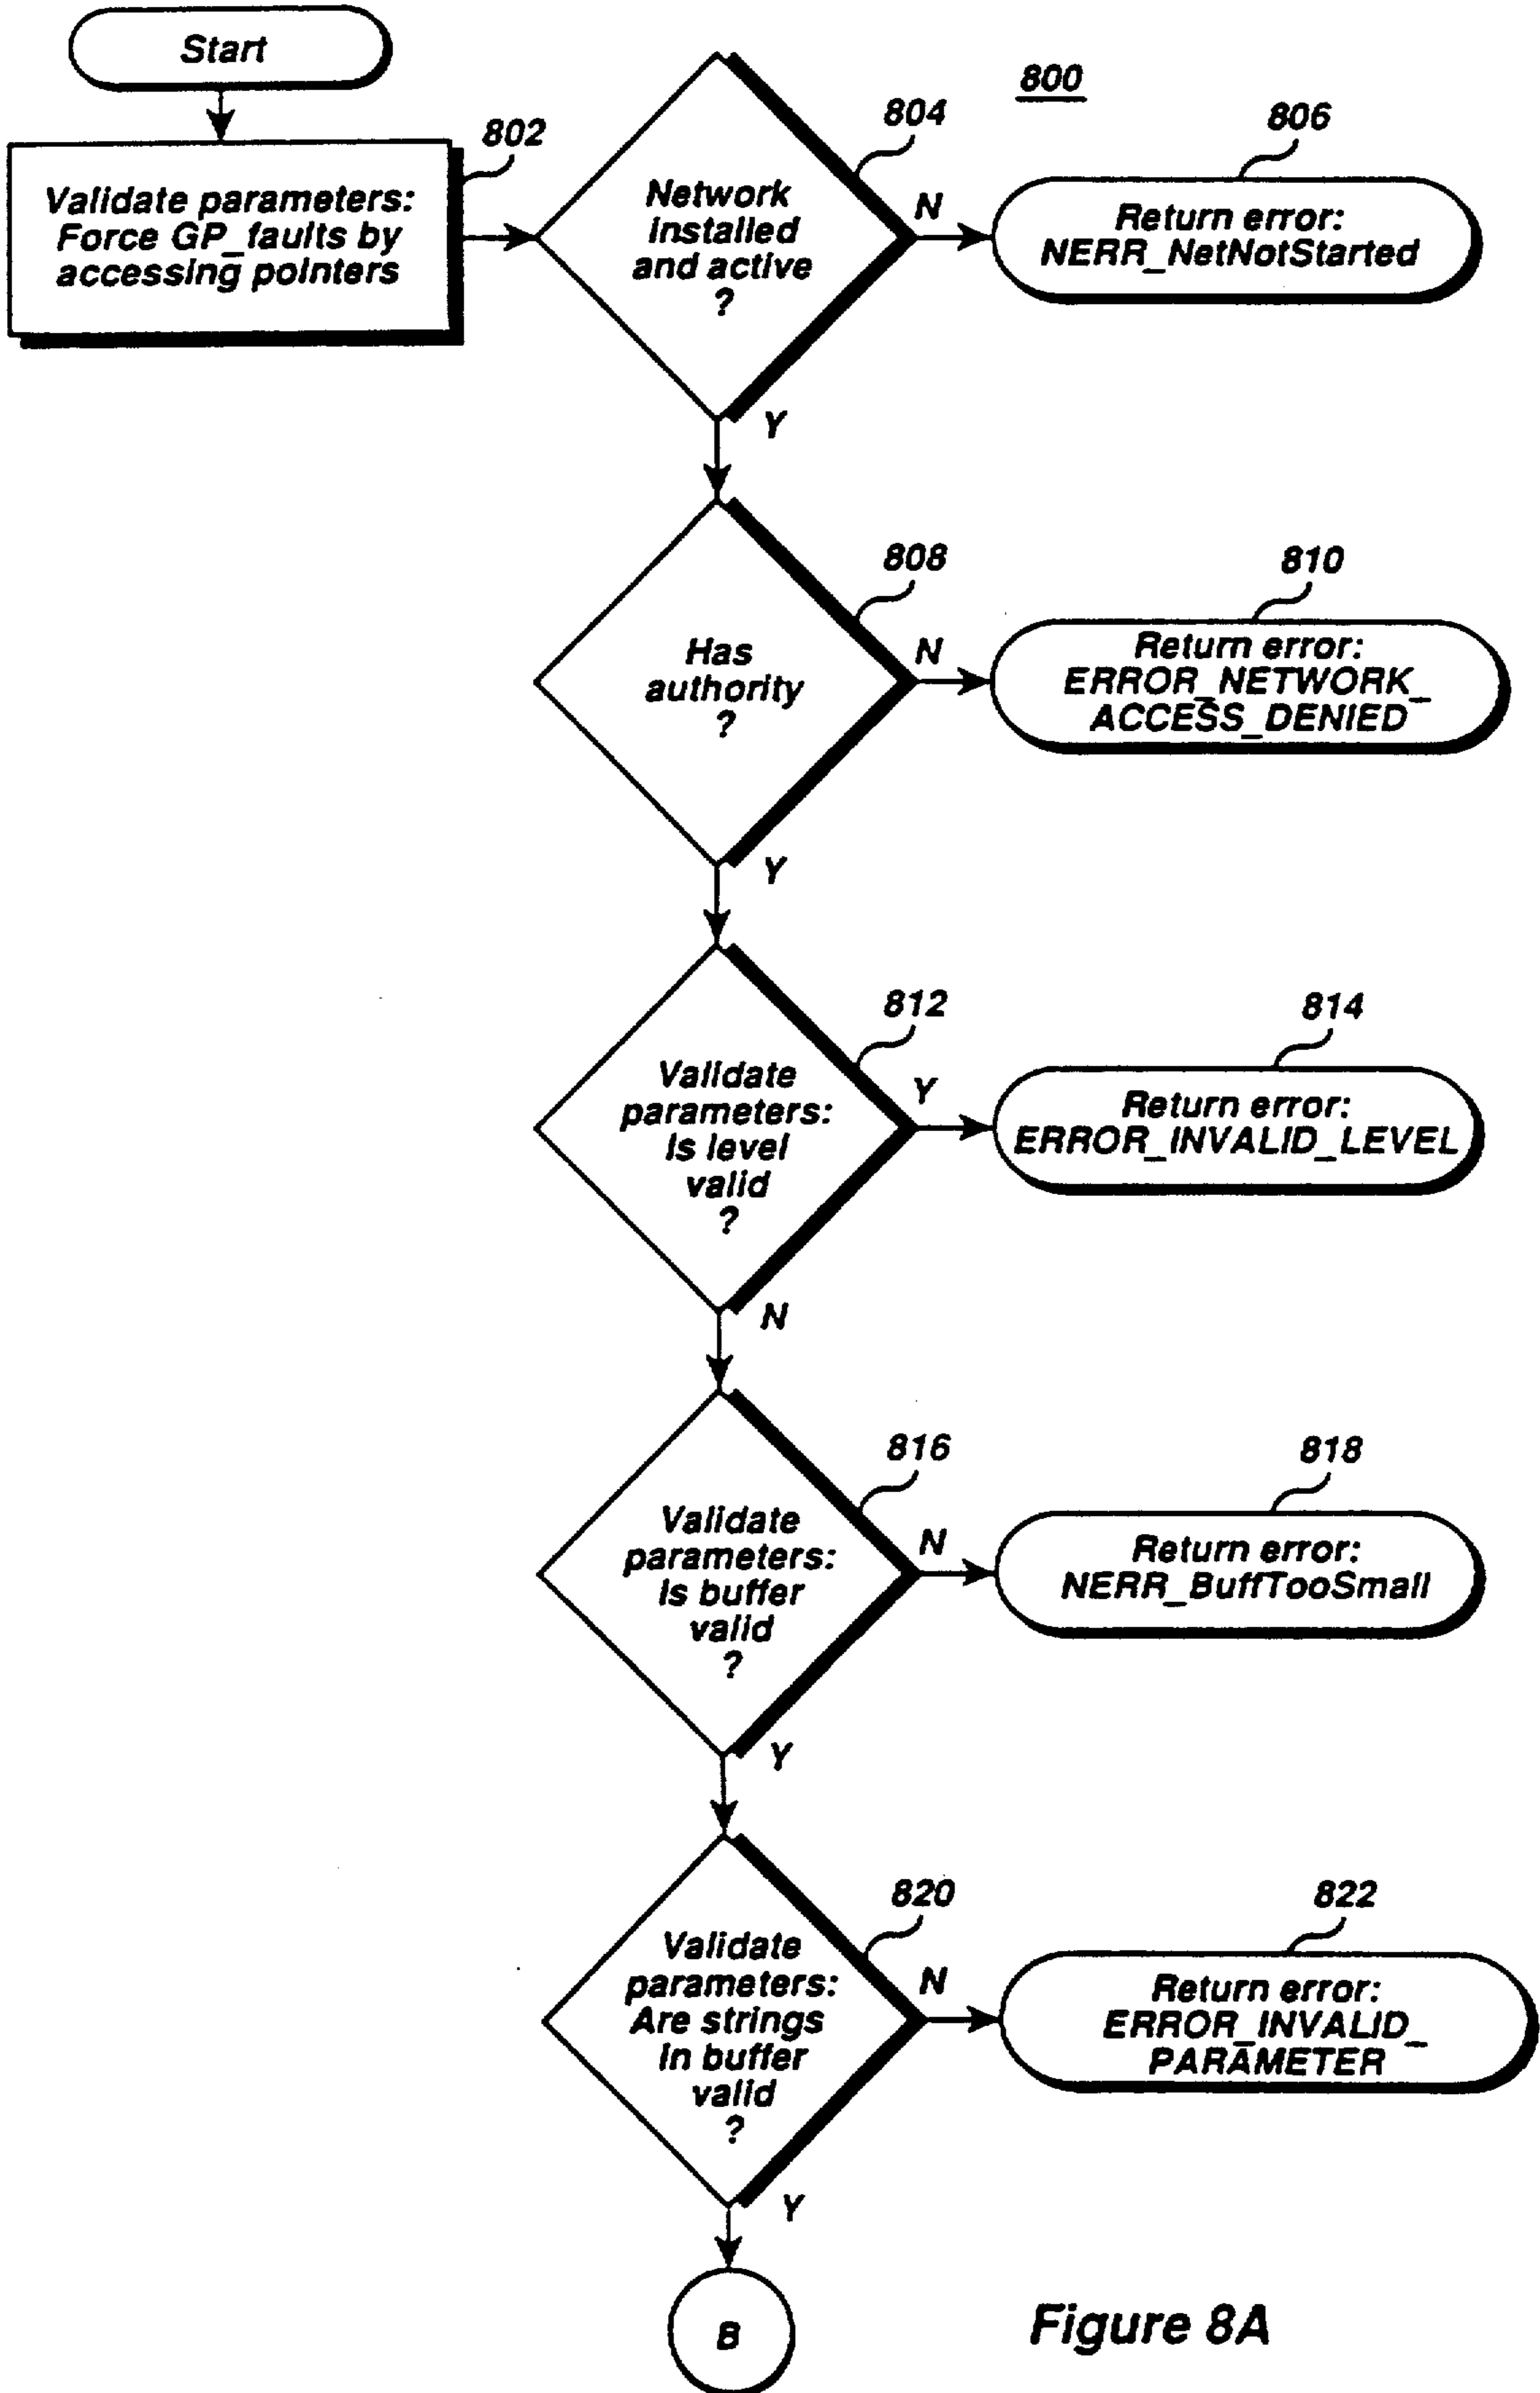 Start
800
802
Validate parameters:
Force GP_faults by
accessing pointers
804
Network
installed
and active
?
N
806
Return error:
NERR_NetNotStarted
Y
808
Has
authority
?
N
810
Return error:
ERROR_NETWORK_
ACCESS_DENIED
Y
812
Validate
parameters:
Is level
valid
?
Y
814
Return error:
ERROR_INVALID_LEVEL
N
816
Validate
parameters:
Is buffer
valid
?
N
818
Return error:
NERR_BuffTooSmall
Y
820
Validate
parameters:
Are strings
in buffer
valid
?
N
822
Return error:
ERROR_INVALID_
PARAMETER
Y
B
Figure 8A